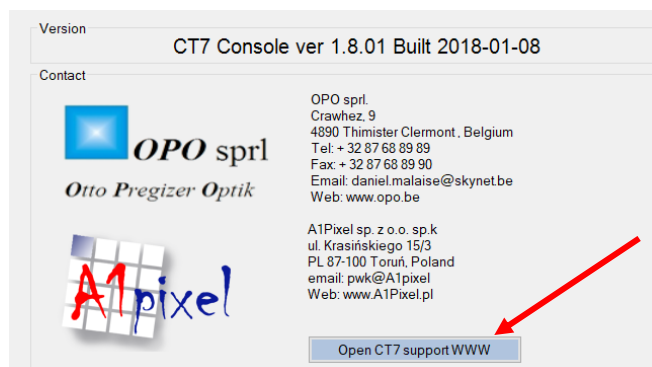 Version
CT7 Console ver 1.8.01 Built 2018-01-08
Contact
OPO sprl
Otto Pregizer Optik
OPO sprl.
Crawhez, 9
4890 Thimister Clermont, Belgium
Tel: + 32 87 68 89 89
Fax: + 32 87 68 89 90
Email: daniel.malaise@skynet.be
Web: www.opo.be
A1pixel
A1Pixel sp. z o.o. sp.k
ul. Krasińskiego 15/3
PL 87-100 Toruń, Poland
email: pwk@A1pixel
Web: www.A1Pixel.pl
Open CT7 support WWW